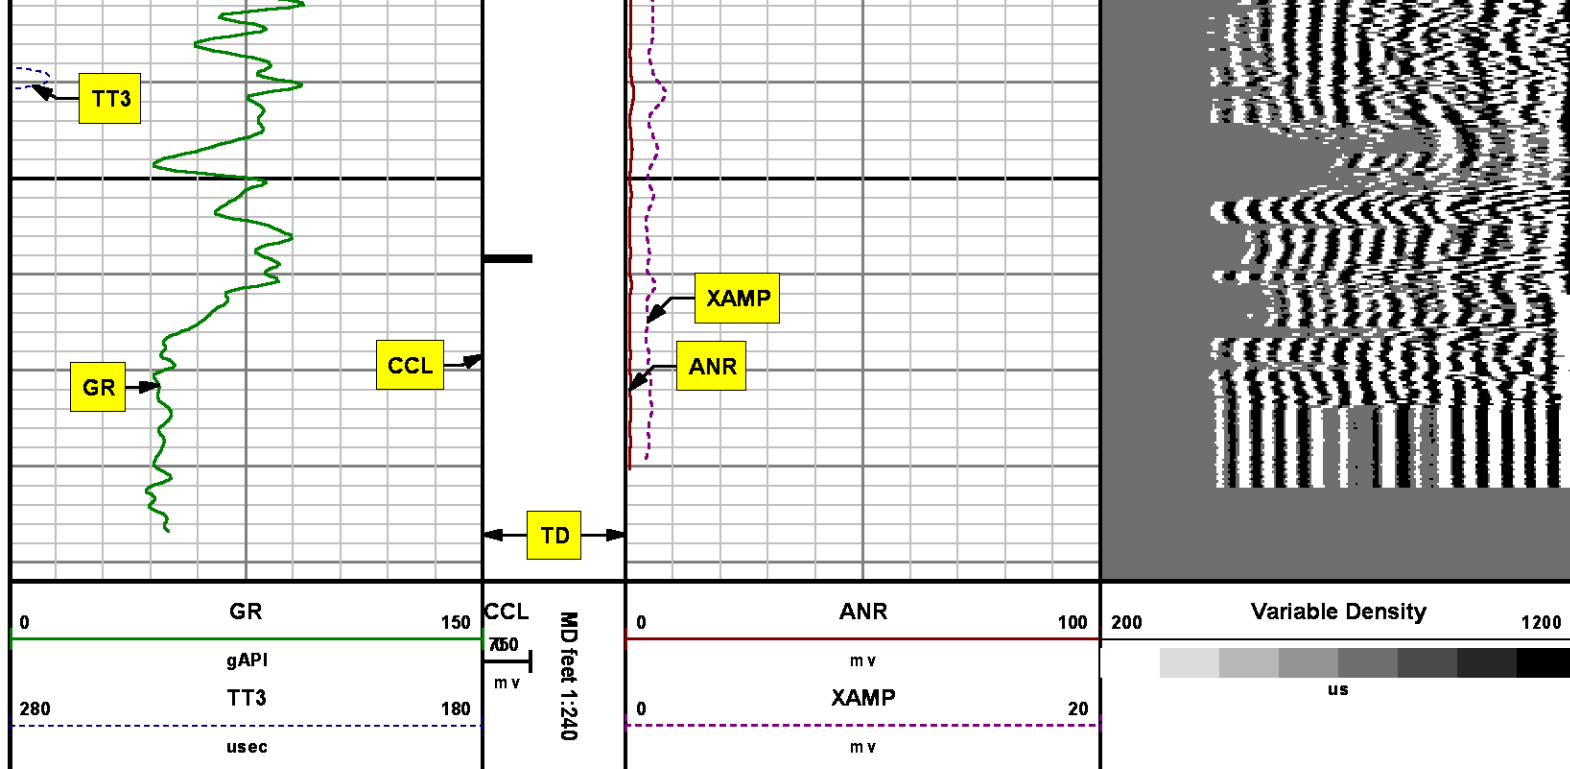 TT3
XAMP
CCL
ANR
GR
TD
GR
0 150
gAPI
TT3
280 180
usec
CCL
mv
MD feet 1:240
ANR
0 100
mv
XAMP
0 20
mv
Variable Density
200 1200
us